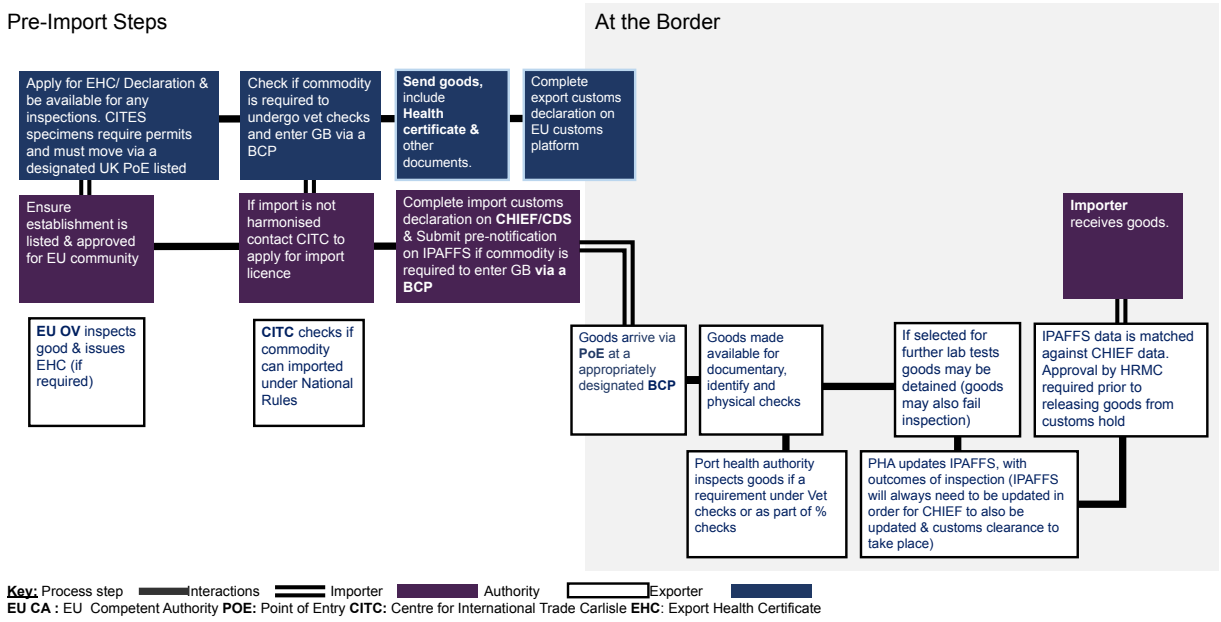 Pre-Import Steps
At the Border
Apply for EHC/ Declaration &
be available for any
inspections. CITES
specimens require permits
and must move via a
designated UK PoE listed
Check if commodity
is required to
undergo vet checks
and enter GB via a
BCP
Send goods,
include
Health
certificate &
other
documents.
Complete
export customs
declaration on
EU customs
platform
Ensure
establishment is
listed & approved
for EU community
If import is not
harmonised
contact CITC to
apply for import
licence
Complete import customs
declaration on CHIEF/CDS
& Submit pre-notification
on IPAFFS if commodity is
required to enter GB via a
BCP
Importer
receives goods.
EU OV inspects
good & issues
EHC (if
required)
CITC checks if
commodity
can imported
under National
Rules
Goods arrive via
PoE at a
appropriately
designated BCP
Goods made
available for
documentary,
identify and
physical checks
If selected for
further lab tests
goods may be
detained (goods
may also fail
inspection)
IPAFFS data is matched
against CHIEF data.
Approval by HRMC
required prior to
releasing goods from
customs hold
Port health authority
inspects goods if a
requirement under Vet
checks or as part of %
checks
PHA updates IPAFFS, with
outcomes of inspection (IPAFFS
will always need to be updated in
order for CHIEF to also be
updated & customs clearance to
take place)
Key: Process step Interactions Importer Authority Exporter
EU CA : EU Competent Authority POE: Point of Entry CITC: Centre for International Trade Carlisle EHC: Export Health Certificate